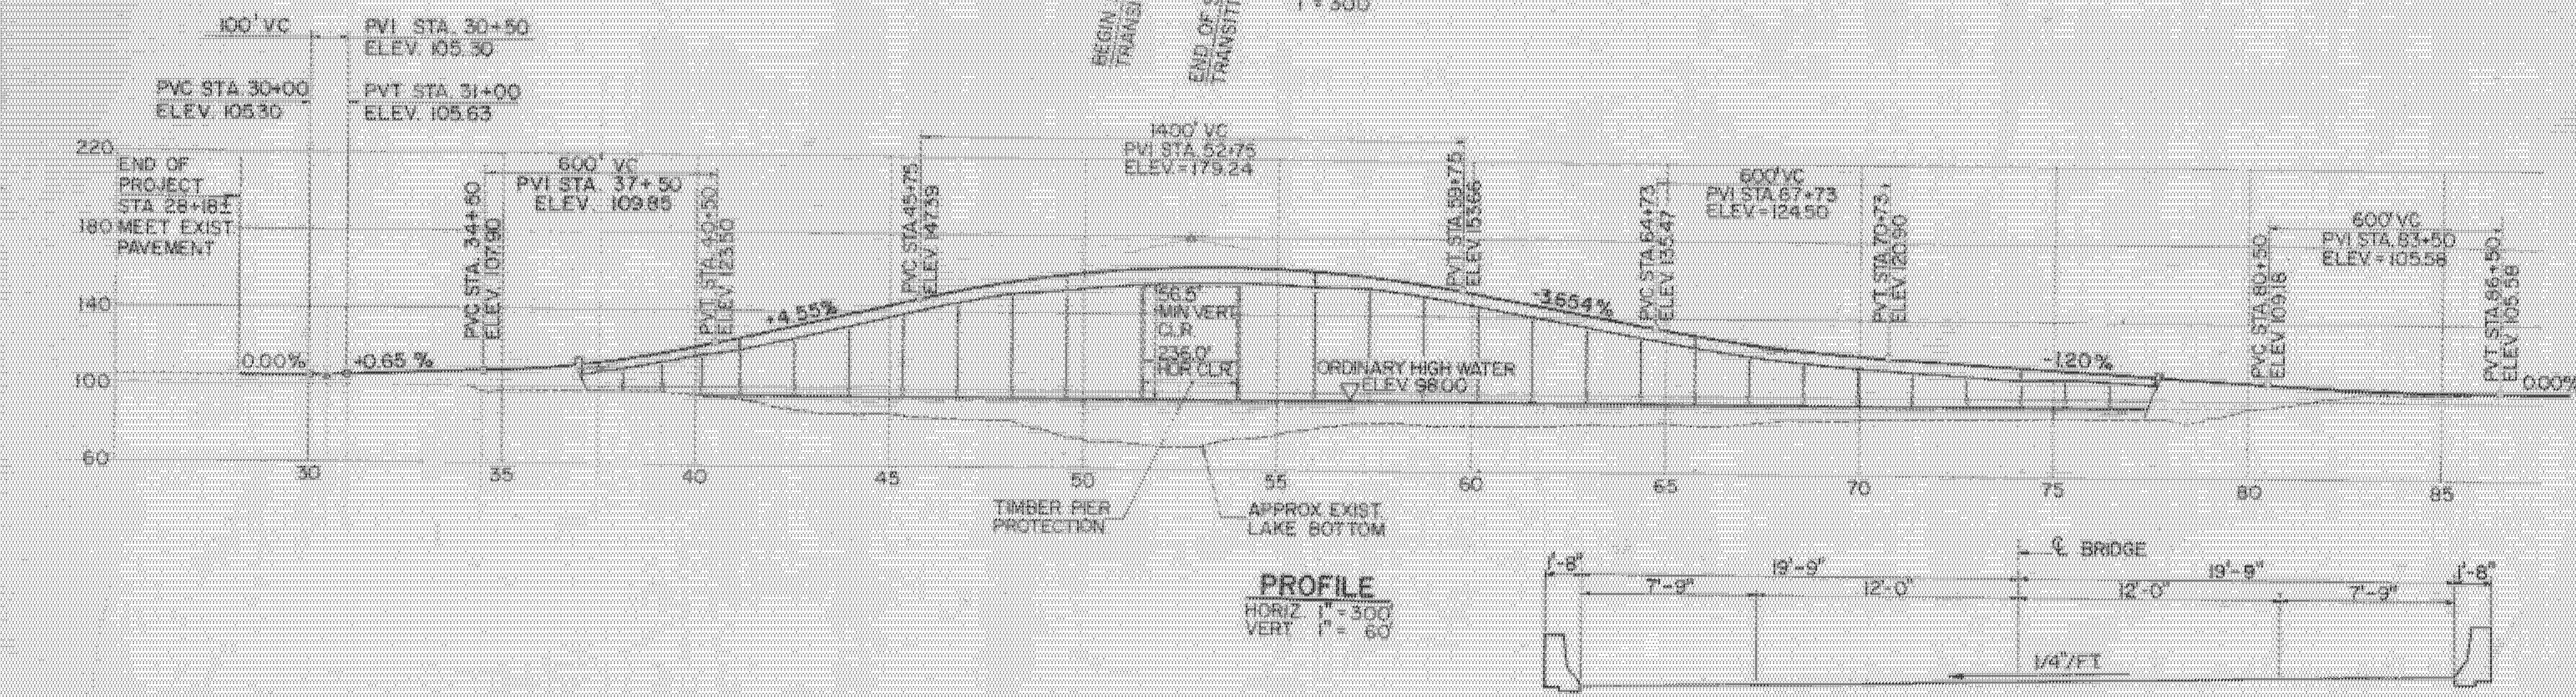 100' VC
PVI STA. 30+50
ELEV. 105.30
PVC STA. 30+00
ELEV. 105.30
PVT STA. 31+00
ELEV. 105.63
220
180
140
100
60
END OF
PROJECT
STA 28+18±
MEET EXIST
PAVEMENT
0.00%
+0.65 %
PVC STA. 34+50
ELEV. 107.90
600' VC
PVI STA. 37+50
ELEV. 109.85
PVT STA. 40+50
ELEV. 123.50
+4.55%
PVC STA. 45+75
ELEV 147.39
1400' VC
PVI STA. 52+75
ELEV.=179.24
PVT STA. 59+75
ELEV. 153.66
BEGIN
END OF
56.5'
MIN VERT
CLR.
236.0'
HOR CLR.
ORDINARY HIGH WATER
ELEV 98.00
-3.654%
PVC STA. 64+73
ELEV. 135.47
600' VC
PVI STA. 67+73
ELEV=124.50
PVT STA. 70+73
ELEV. 120.90
-1.20%
PVC STA. 80+50
ELEV. 109.18
600' VC
PVI STA. 83+50
ELEV=105.58
PVT STA. 86+50
ELEV. 105.58
0.00%
30 35 40 45 50 55 60 65 70 75 80 85
TIMBER PIER
PROTECTION
APPROX EXIST.
LAKE BOTTOM
PROFILE
HORIZ. 1"=300'
VERT 1"= 60'
℄ BRIDGE
1'-8" 19'-9" 19'-9" 1'-8"
7'-9" 12'-0" 12'-0" 7'-9"
1/4"/FT.